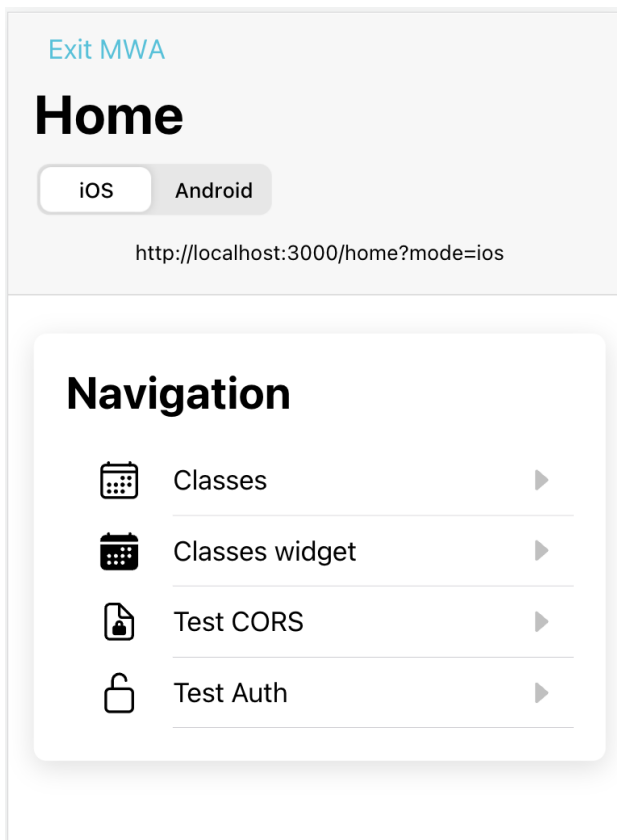 Exit MWA
Home
iOS Android
http://localhost:3000/home?mode=ios
Navigation
Classes
Classes widget
Test CORS
Test Auth